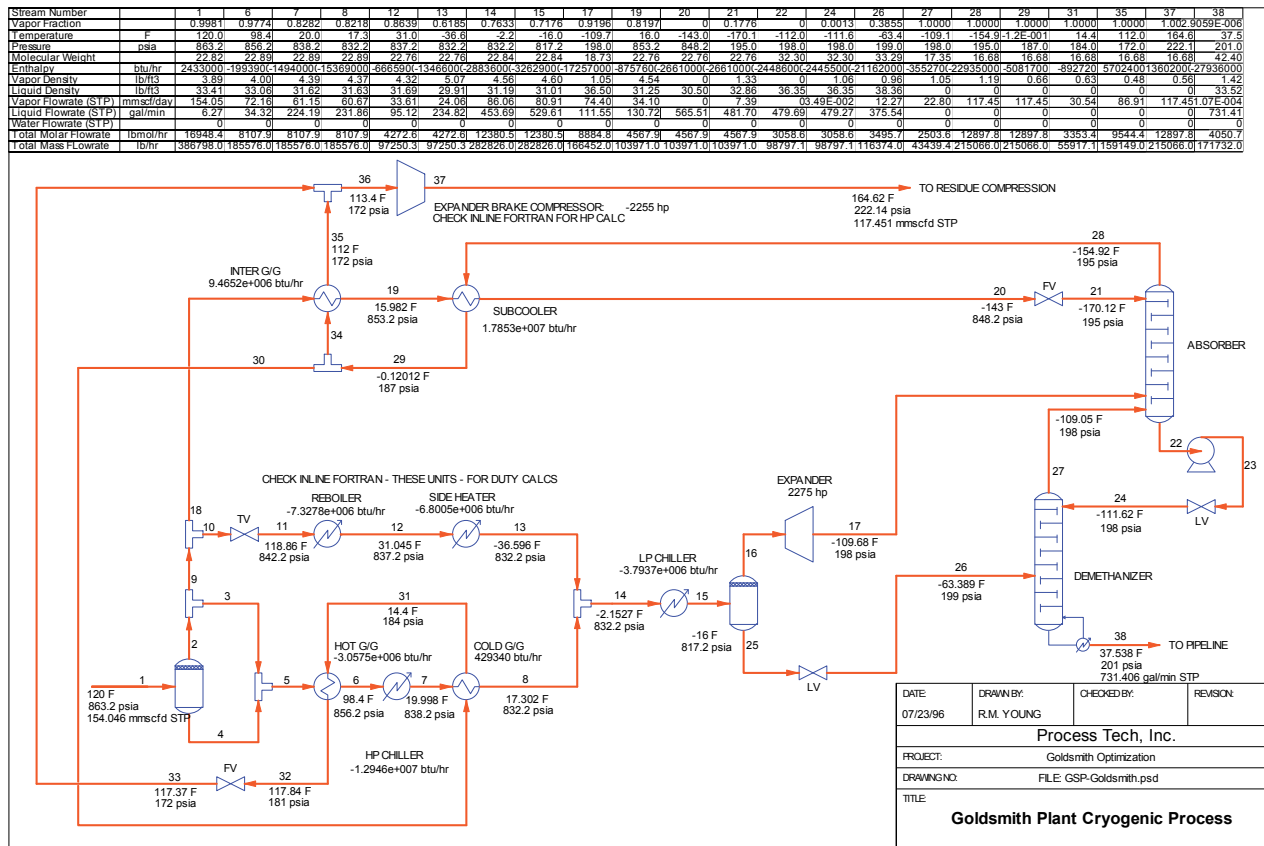 Stream Number 1 6 7 8 12 13 14 15 17 19 20 21 22 24 26 27 28 29 31 35 37 38
Vapor Fraction 0.9981 0.9774 0.8282 0.8218 0.8639 0.6185 0.7633 0.7176 0.9196 0.8197 0 0.1776 0 0.0013 0.3855 1.0000 1.0000 1.0000 1.0000 1.0000 1.00 2.9059E-006
Temperature F 120.0 98.4 20.0 17.3 31.0 -36.6 -2.2 -16.0 -109.7 16.0 -143.0 -170.1 -112.0 -111.6 -63.4 -109.1 -154.9 -1.2E-001 14.4 112.0 164.6 37.5
Pressure psia 863.2 856.2 838.2 832.2 837.2 832.2 832.2 817.2 198.0 853.2 848.2 195.0 198.0 198.0 199.0 198.0 195.0 187.0 184.0 172.0 222.1 201.0
Molecular Weight 22.82 22.89 22.89 22.89 22.76 22.76 22.84 22.84 18.73 22.76 22.76 22.76 32.30 32.30 33.29 17.35 16.68 16.68 16.68 16.68 16.68 42.40
Enthalpy btu/hr
Vapor Density lb/ft3 3.89 4.00 4.39 4.37 4.32 5.07 4.56 4.60 1.05 4.54 0 1.33 0 1.06 0.96 1.05 1.19 0.66 0.63 0.48 0.56 1.42
Liquid Density lb/ft3 33.41 33.06 31.62 31.63 31.69 29.91 31.19 31.01 36.50 31.25 30.50 32.86 36.35 36.35 38.36 0 0 0 0 0 0 33.52
Vapor Flowrate (STP) mmscf/day 154.05 72.16 61.15 60.67 33.61 24.06 86.06 80.91 74.40 34.10 0 7.39 0 3.49E-002 12.27 22.80 117.45 117.45 30.54 86.91 117.45 1.07E-004
Liquid Flowrate (STP) gal/min 6.27 34.32 224.19 231.86 95.12 234.82 453.69 529.61 111.55 130.72 565.51 481.70 479.69 479.27 375.54 0 0 0 0 0 0 731.41
Water Flowrate (STP) 0 0 0 0 0 0 0 0 0 0 0 0 0 0 0 0 0 0 0 0 0 0
Total Molar Flowrate lbmol/hr 16948.4 8107.9 8107.9 8107.9 4272.6 4272.6 12380.5 12380.5 8884.8 4567.9 4567.9 4567.9 3058.6 3058.6 3495.7 2503.6 12897.8 12897.8 3353.4 9544.4 12897.8 4050.7
Total Mass FLowrate lb/hr 386798.0 185576.0 185576.0 185576.0 97250.3 97250.3 282826.0 282826.0 166452.0 103971.0 103971.0 103971.0 98797.1 98797.1 116374.0 43439.4 215066.0 215066.0 55917.1 159149.0 215066.0 171732.0
36
113.4 F
172 psia
37
EXPANDER BRAKE COMPRESSOR: -2255 hp
CHECK INLINE FORTRAN FOR HP CALC
TO RESIDUE COMPRESSION
164.62 F
222.14 psia
117.451 mmscfd STP
35
112 F
172 psia
28
-154.92 F
195 psia
INTER G/G
9.4652e+006 btu/hr
19
15.982 F
853.2 psia
SUBCOOLER
1.7853e+007 btu/hr
20
-143 F
848.2 psia
FV
21
-170.12 F
195 psia
ABSORBER
34
30
29
-0.12012 F
187 psia
-109.05 F
198 psia
22
23
27
CHECK INLINE FORTRAN - THESE UNITS - FOR DUTY CALCS
REBOILER
-7.3278e+006 btu/hr
SIDE HEATER
-6.8005e+006 btu/hr
18
10
TV
11
118.86 F
842.2 psia
12
31.045 F
837.2 psia
13
-36.596 F
832.2 psia
EXPANDER
2275 hp
17
-109.68 F
198 psia
24
-111.62 F
198 psia
LV
9
3
LP CHILLER
-3.7937e+006 btu/hr
16
26
-63.389 F
199 psia
DEMETHANIZER
31
14.4 F
184 psia
14
-2.1527 F
832.2 psia
15
-16 F
817.2 psia
25
LV
2
HOT G/G
-3.0575e+006 btu/hr
COLD G/G
429340 btu/hr
38
37.538 F
201 psia
731.406 gal/min STP
TO PIPELINE
1
120 F
863.2 psia
154.046 mmscfd STP
5
6
98.4 F
856.2 psia
7
19.998 F
838.2 psia
8
17.302 F
832.2 psia
4
HP CHILLER
-1.2946e+007 btu/hr
33
117.37 F
172 psia
FV
32
117.84 F
181 psia
DATE: DRAWN BY: CHECKED BY: REVISION:
07/23/96 R.M. YOUNG
Process Tech, Inc.
PROJECT: Goldsmith Optimization
DRAWING NO: FILE: GSP-Goldsmith.psd
TITLE:
Goldsmith Plant Cryogenic Process